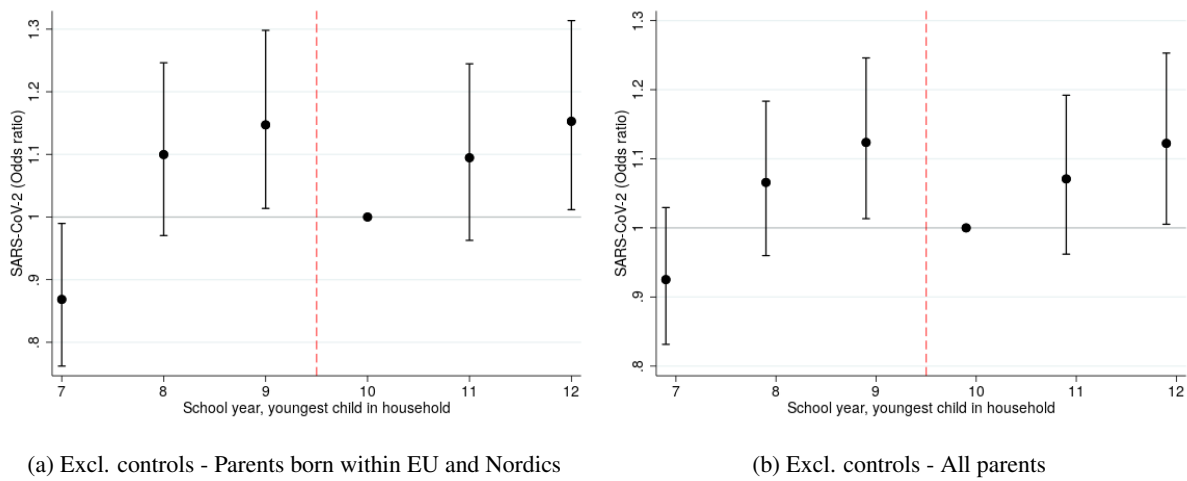 1.3
1.2
1.1
1
.9
.8
SARS-CoV-2 (Odds ratio)
7 8 9 10 11 12
School year, youngest child in household
(a) Excl. controls - Parents born within EU and Nordics
1.3
1.2
1.1
1
.9
.8
SARS-CoV-2 (Odds ratio)
7 8 9 10 11 12
School year, youngest child in household
(b) Excl. controls - All parents